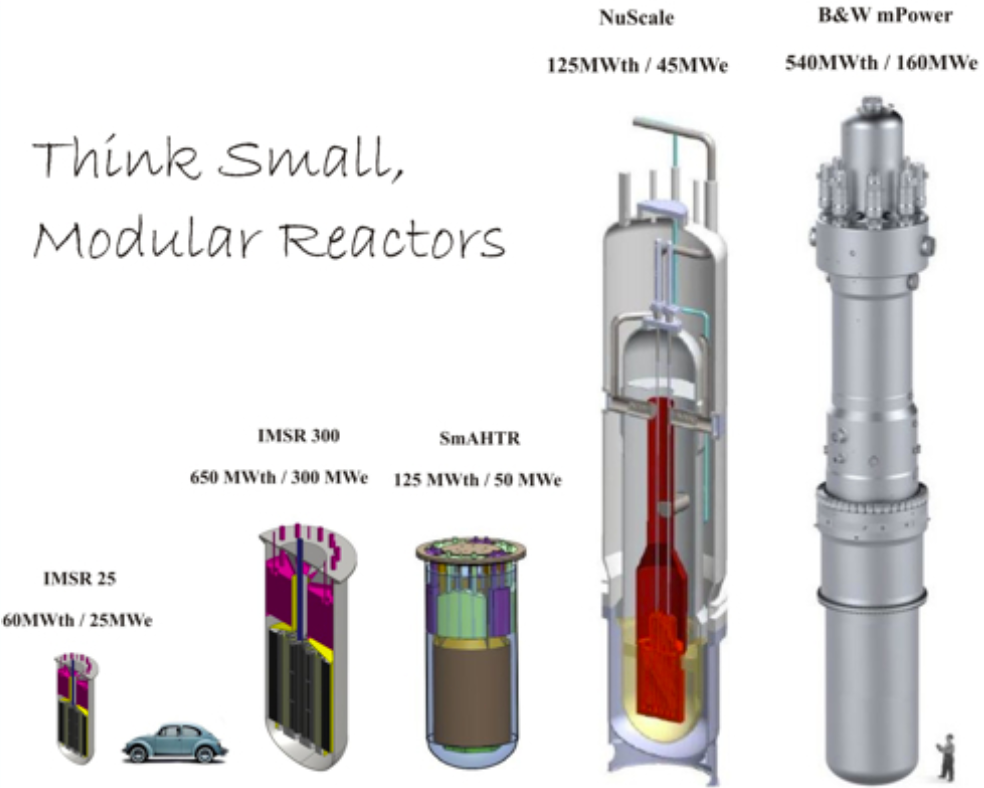 NuScale
125MWth / 45MWe
B&W mPower
540MWth / 160MWe
Think Small,
Modular Reactors
IMSR 300
650 MWth / 300 MWe
SmAHTR
125 MWth / 50 MWe
IMSR 25
60MWth / 25MWe